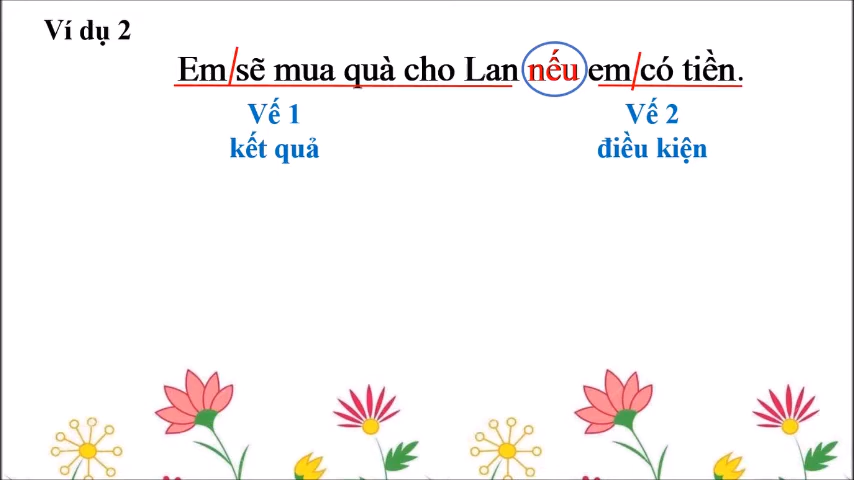 Ví dụ 2
Em/sẽ mua quà cho Lan nếu em/có tiền.
Vế 1 Vế 2
kết quả điều kiện